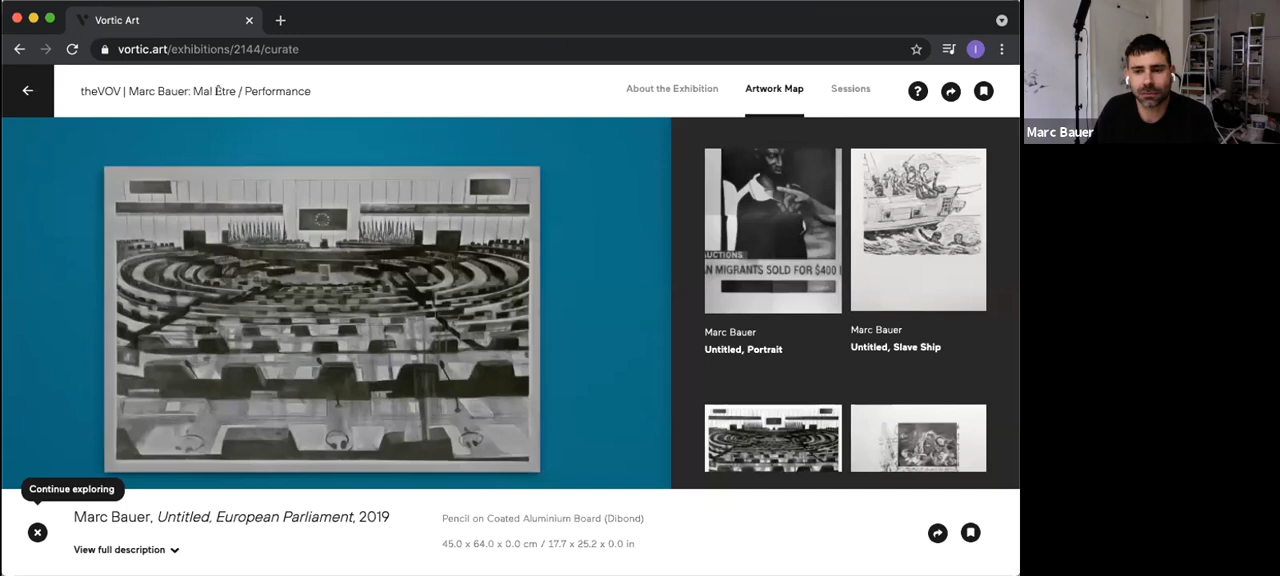 Vortic Art
vortic.art/exhibitions/2144/curate
I
theVOV | Marc Bauer: Mal Être / Performance
About the Exhibition
Artwork Map
Sessions
?
UCTIONS
AN MIGRANTS SOLD FOR $400
Marc Bauer
Untitled, Portrait
Marc Bauer
Untitled, Slave Ship
Continue exploring
Marc Bauer, Untitled, European Parliament, 2019
View full description
Pencil on Coated Aluminium Board (Dibond)
45.0 x 64.0 x 0.0 cm / 17.7 x 25.2 x 0.0 in
Marc Bauer